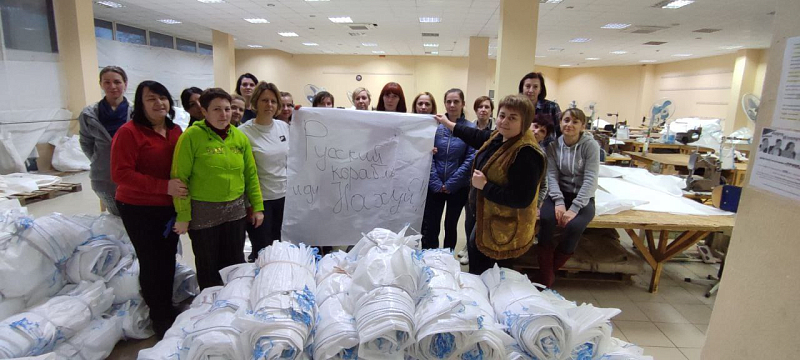 Русский
корабль
иди Нахуй!